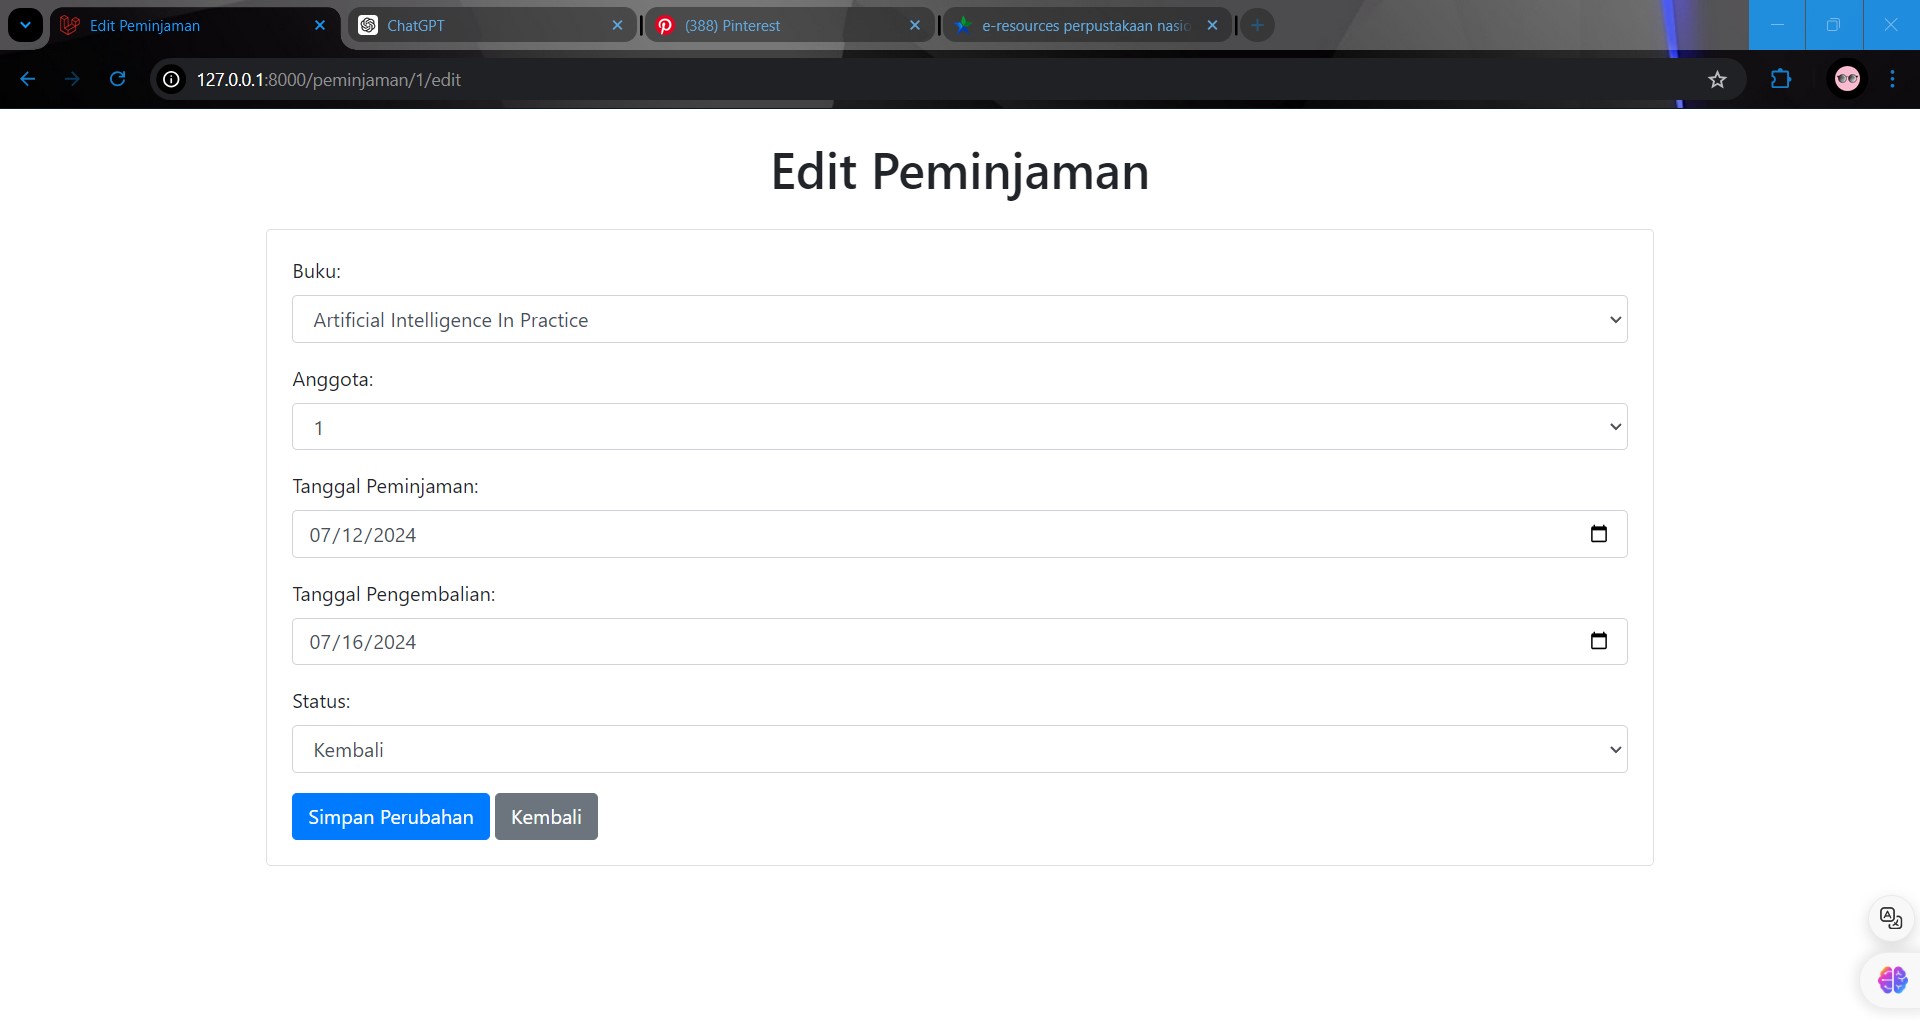 Edit Peminjaman
ChatGPT
(388) Pinterest
e-resources perpustakaan nasio
127.0.0.1:8000/peminjaman/1/edit
Edit Peminjaman
Buku:
Artificial Intelligence In Practice
Anggota:
1
Tanggal Peminjaman:
07/12/2024
Tanggal Pengembalian:
07/16/2024
Status:
Kembali
Simpan Perubahan
Kembali